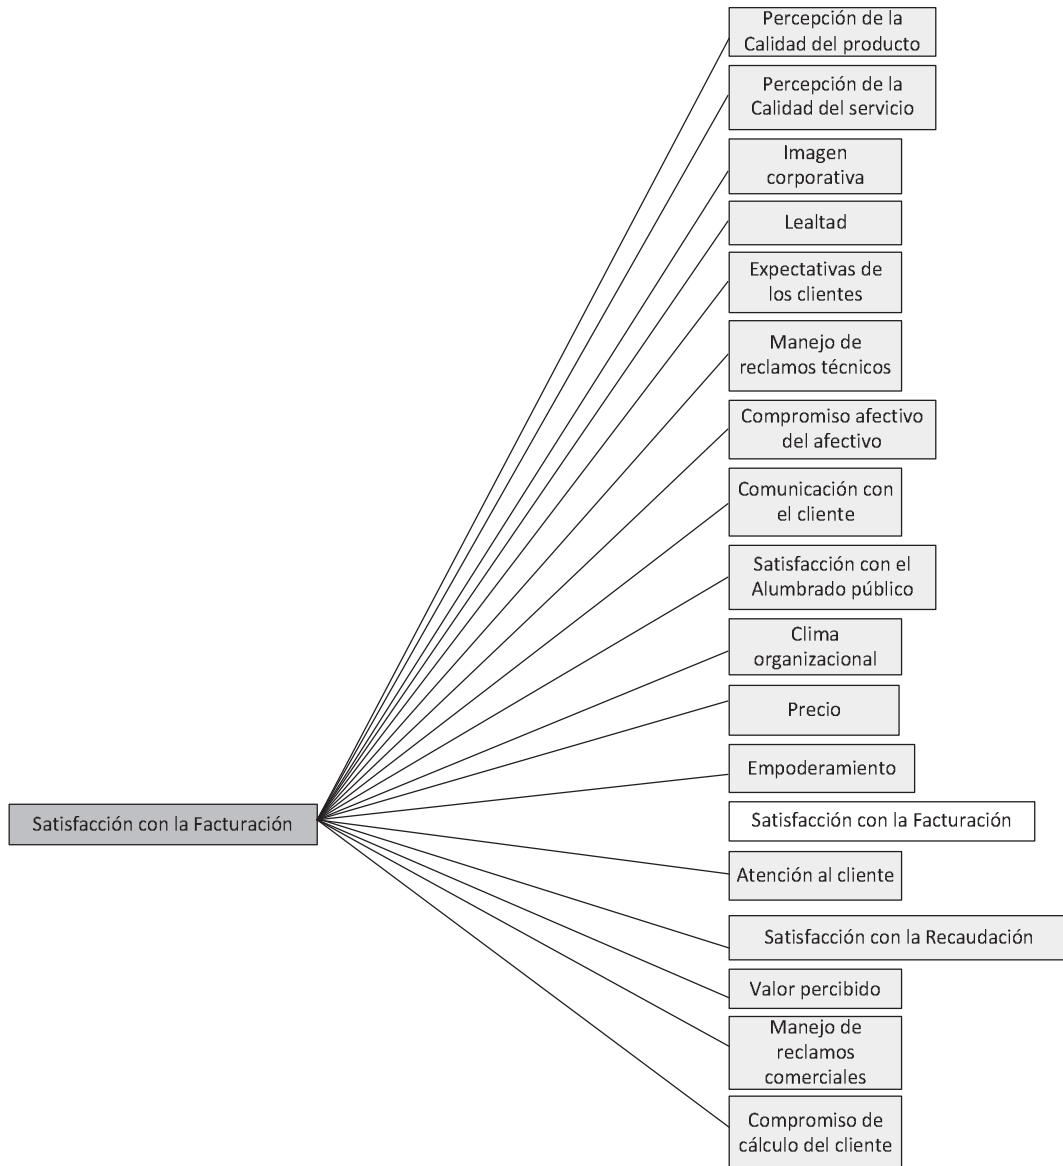 Percepción de la
Calidad del producto
Percepción de la
Calidad del servicio
Imagen
corporativa
Lealtad
Expectativas de
los clientes
Manejo de
reclamos técnicos
Compromiso afectivo
del afectivo
Comunicación con
el cliente
Satisfacción con el
Alumbrado público
Clima
organizacional
Precio
Empoderamiento
Satisfacción con la Facturación
Satisfacción con la Facturación
Atención al cliente
Satisfacción con la Recaudación
Valor percibido
Manejo de
reclamos
comerciales
Compromiso de
cálculo del cliente